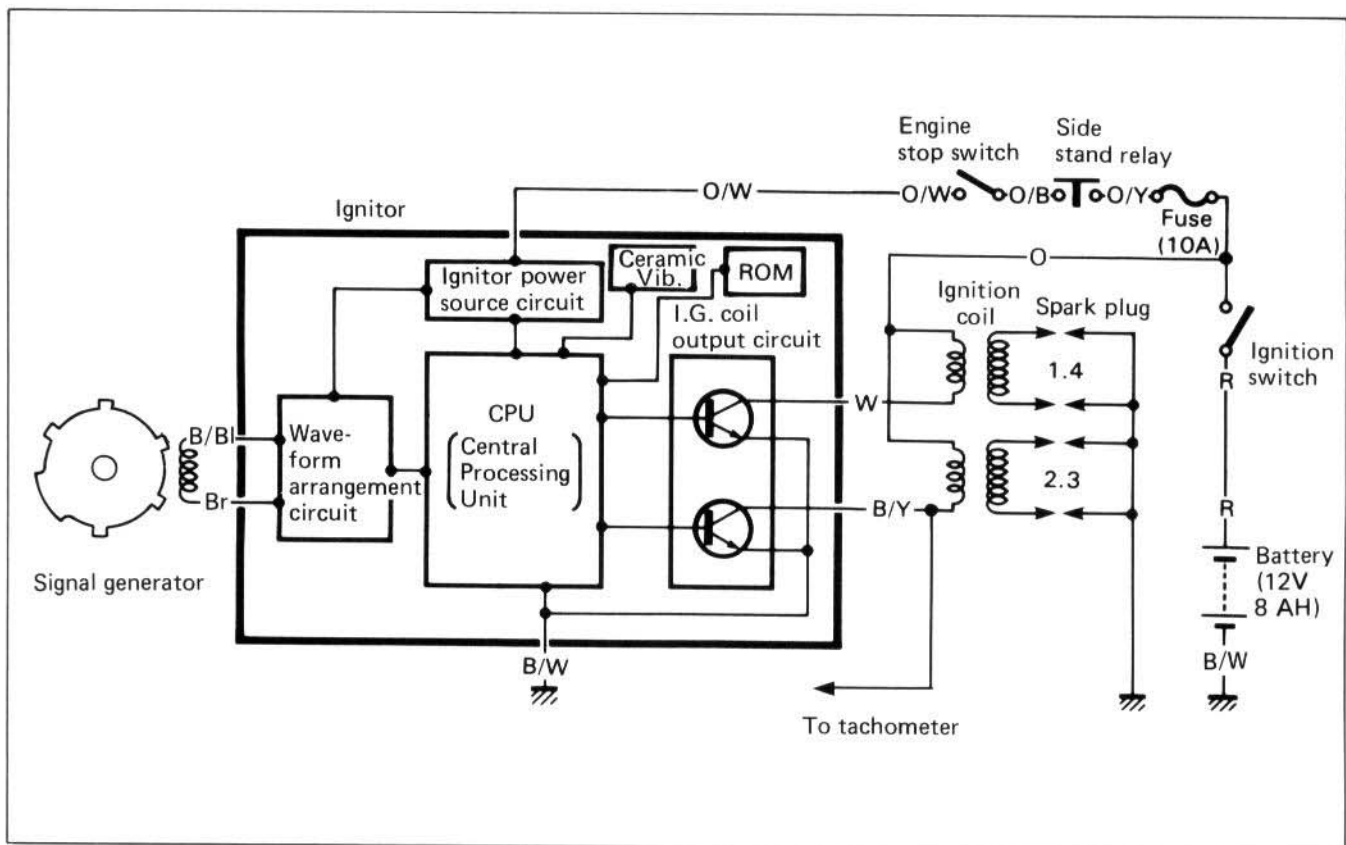 Engine
stop switch
Side
stand relay
O/W
O/W
O/B
O/Y
Fuse
(10A)
Ignitor
Ignitor power
source circuit
Ceramic
Vib.
ROM
O
I.G. coil
output circuit
Ignition
coil
Spark plug
Ignition
switch
1.4
W
R
CPU
(Central
Processing
Unit)
B/Bl
Br
Wave-
form
arrangement
circuit
2.3
B/Y
R
Signal generator
Battery
(12V
8 AH)
B/W
B/W
To tachometer